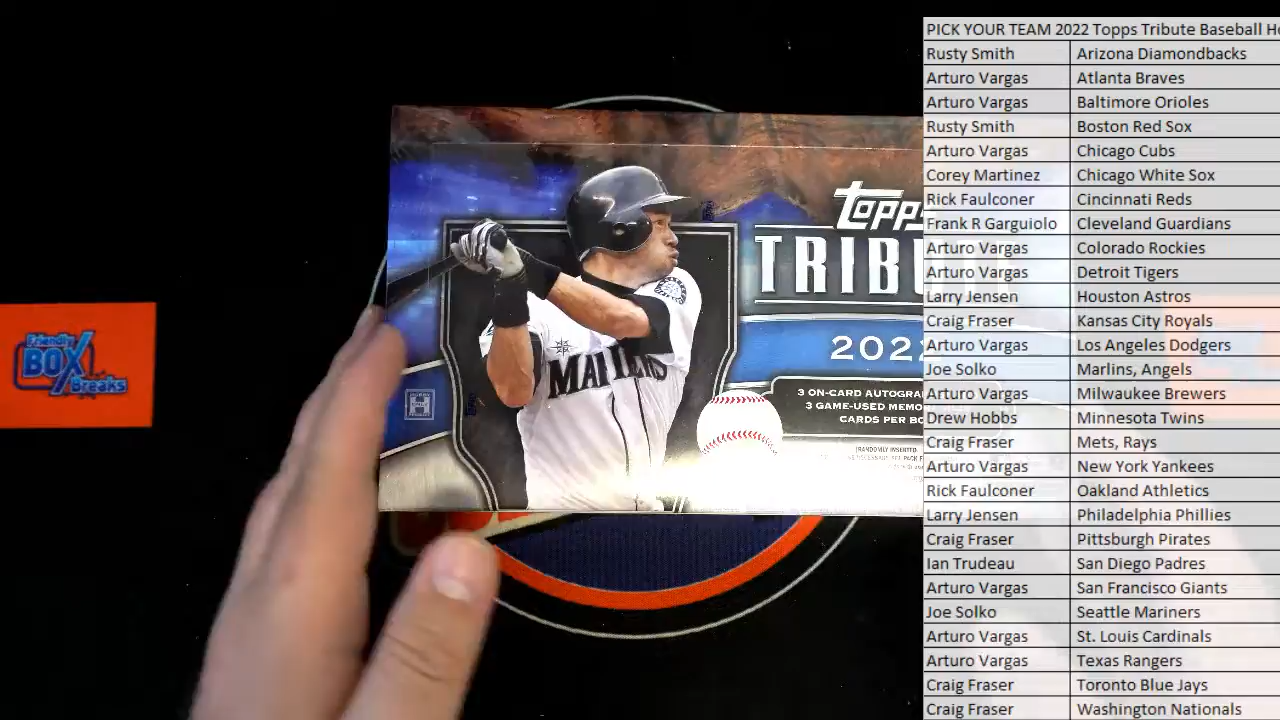 PICK YOUR TEAM 2022 Topps Tribute Baseball
Rusty Smith Arizona Diamondbacks
Arturo Vargas Atlanta Braves
Arturo Vargas Baltimore Orioles
Rusty Smith Boston Red Sox
Arturo Vargas Chicago Cubs
Corey Martinez Chicago White Sox
Rick Faulconer Cincinnati Reds
Frank R Garguiolo Cleveland Guardians
Arturo Vargas Colorado Rockies
Arturo Vargas Detroit Tigers
Larry Jensen Houston Astros
Craig Fraser Kansas City Royals
Arturo Vargas Los Angeles Dodgers
Joe Solko Marlins, Angels
Arturo Vargas Milwaukee Brewers
Drew Hobbs Minnesota Twins
Craig Fraser Mets, Rays
Arturo Vargas New York Yankees
Rick Faulconer Oakland Athletics
Larry Jensen Philadelphia Phillies
Craig Fraser Pittsburgh Pirates
Ian Trudeau San Diego Padres
Arturo Vargas San Francisco Giants
Joe Solko Seattle Mariners
Arturo Vargas St. Louis Cardinals
Arturo Vargas Texas Rangers
Craig Fraser Toronto Blue Jays
Craig Fraser Washington Nationals
Topps
TRIBU
2022
3 ON-CARD
3 GAME-USED
CARDS PER
RANDOMLY INSERTED
MARINERS
Friendly
BOX
Breaks